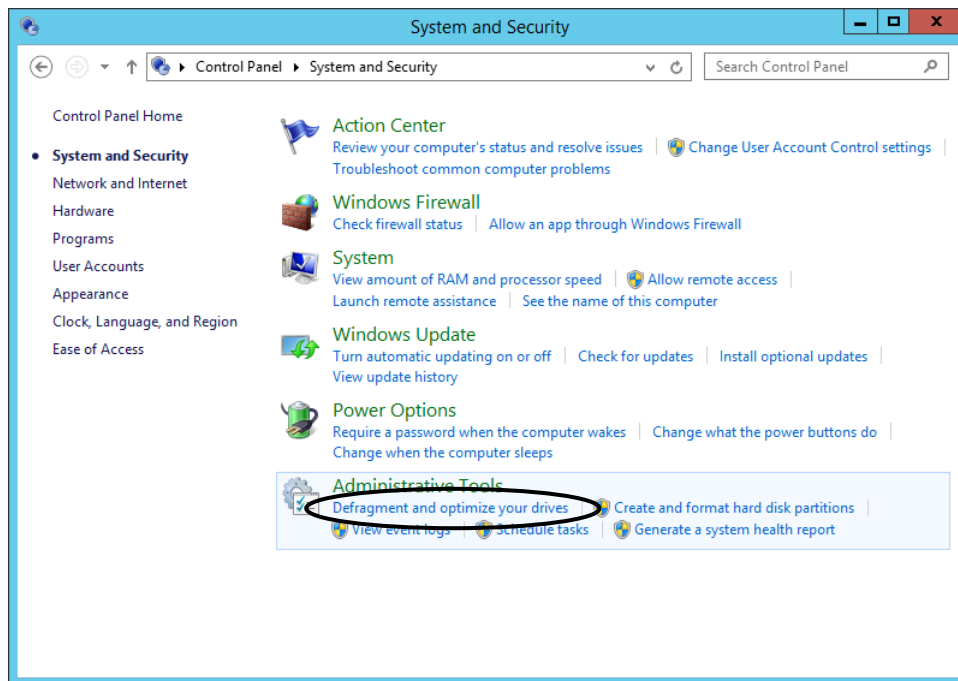 System and Security
Control Panel System and Security
Search Control Panel
Control Panel Home
System and Security
Network and Internet
Hardware
Programs
User Accounts
Appearance
Clock, Language, and Region
Ease of Access
Action Center
Review your computer's status and resolve issues Change User Account Control settings
Troubleshoot common computer problems
Windows Firewall
Check firewall status Allow an app through Windows Firewall
System
View amount of RAM and processor speed Allow remote access
Launch remote assistance See the name of this computer
Windows Update
Turn automatic updating on or off Check for updates Install optional updates
View update history
Power Options
Require a password when the computer wakes Change what the power buttons do
Change when the computer sleeps
Administrative Tools
Defragment and optimize your drives Create and format hard disk partitions
View event logs Schedule tasks Generate a system health report